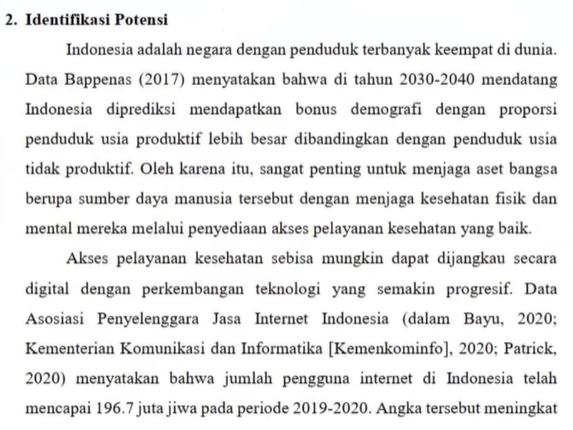 2. Identifikasi Potensi
Indonesia adalah negara dengan penduduk terbanyak keempat di dunia.
Data Bappenas (2017) menyatakan bahwa di tahun 2030-2040 mendatang
Indonesia diprediksi mendapatkan bonus demografi dengan proporsi
penduduk usia produktif lebih besar dibandingkan dengan penduduk usia
tidak produktif. Oleh karena itu, sangat penting untuk menjaga aset bangsa
berupa sumber daya manusia tersebut dengan menjaga kesehatan fisik dan
mental mereka melalui penyediaan akses pelayanan kesehatan yang baik.
Akses pelayanan kesehatan sebisa mungkin dapat dijangkau secara
digital dengan perkembangan teknologi yang semakin progresif. Data
Asosiasi Penyelenggara Jasa Internet Indonesia (dalam Bayu, 2020;
Kementerian Komunikasi dan Informatika [Kemenkominfo], 2020; Patrick,
2020) menyatakan bahwa jumlah pengguna internet di Indonesia telah
mencapai 196.7 juta jiwa pada periode 2019-2020. Angka tersebut meningkat